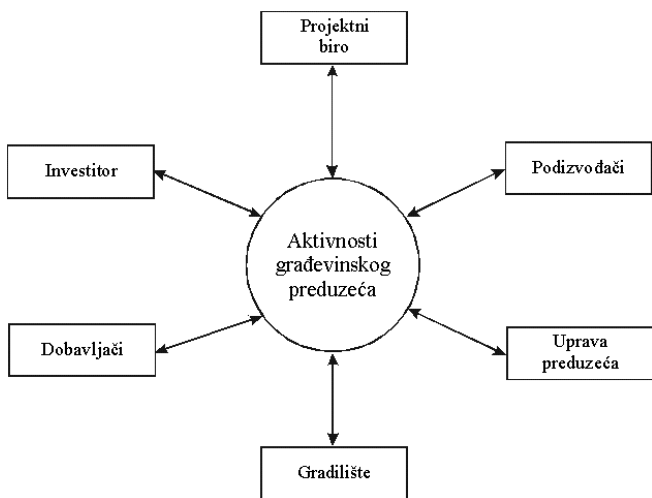 Projektni
biro
Investitor
Podizvođači
Aktivnosti
građevinskog
preduzeća
Dobavljači
Uprava
preduzeća
Gradilište